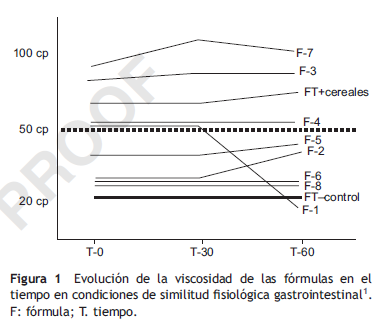 100 cp
50 cp
20 cp
F-7
F-3
FT+cereales
F-4
F-5
F-2
F-6
F-8
FT-control
F-1
T-0 T-30 T-60
PROOF
Figura 1 Evolución de la viscosidad de las fórmulas en el
tiempo en condiciones de similitud fisiológica gastrointestinal¹.
F: fórmula; T. tiempo.